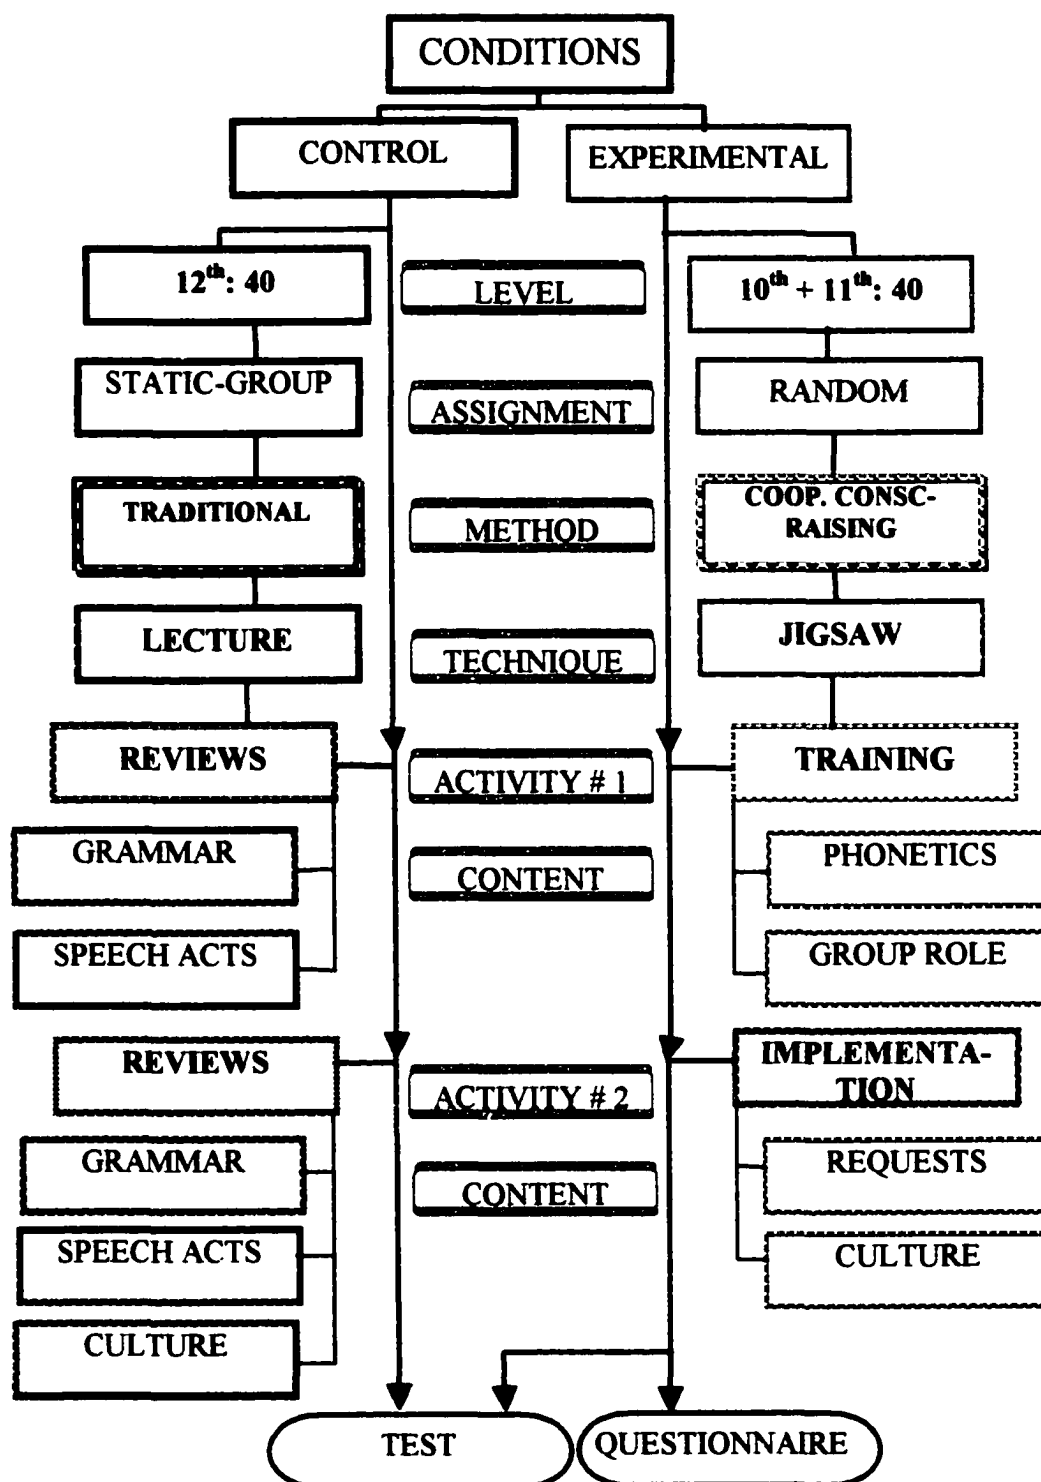 CONDITIONS
CONTROL
EXPERIMENTAL
12th: 40
LEVEL
10th + 11th: 40
STATIC-GROUP
ASSIGNMENT
RANDOM
TRADITIONAL
METHOD
COOP. CONSC-
RAISING
LECTURE
TECHNIQUE
JIGSAW
REVIEWS
ACTIVITY # 1
TRAINING
GRAMMAR
CONTENT
PHONETICS
SPEECH ACTS
GROUP ROLE
REVIEWS
ACTIVITY # 2
IMPLEMENTA-
TION
GRAMMAR
CONTENT
REQUESTS
SPEECH ACTS
CULTURE
CULTURE
TEST
QUESTIONNAIRE